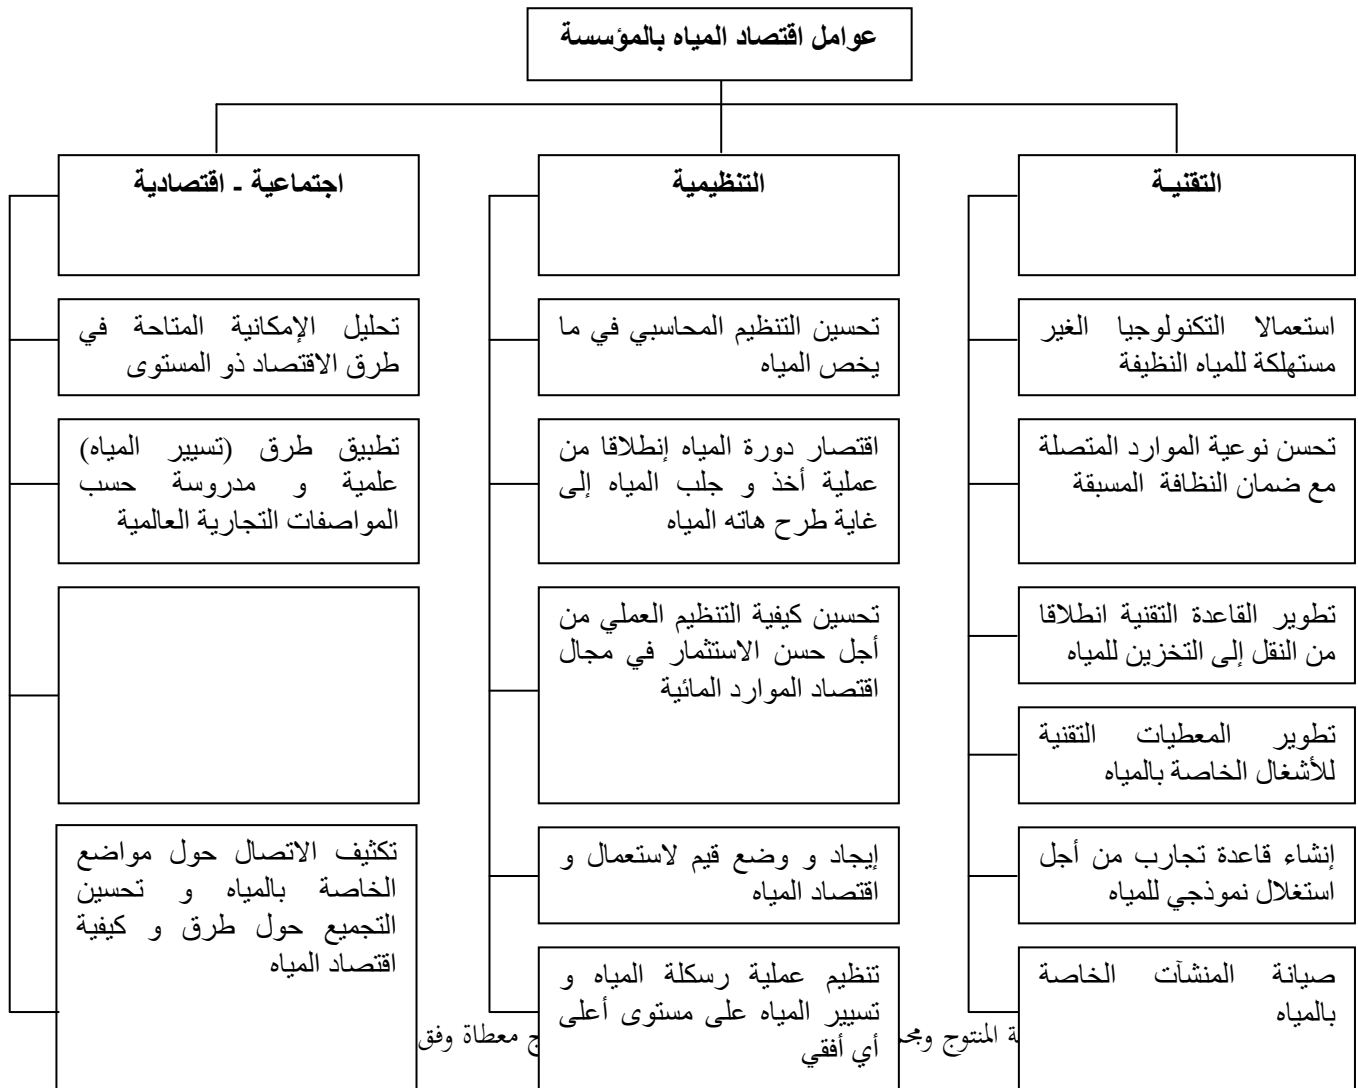 عوامل اقتصاد المياه بالمؤسسة
التقنيـة
استعمالا التكنولوجيا الغير
مستهلكة للمياه النظيفة
تحسن نوعية الموارد المتصلة
مع ضمان النظافة المسبقة
تطوير القاعدة التقنية انطلاقا
من النقل إلى التخزين للمياه
تطوير المعطيات التقنية
للأشغال الخاصة بالمياه
إنشاء قاعدة تجارب من أجل
استغلال نموذجي للمياه
صيانة المنشآت الخاصة
بالمياه
التنظيمية
تحسين التنظيم المحاسبي في ما
يخص المياه
اقتصار دورة المياه إنطلاقا من
عملية أخذ و جلب المياه إلى
غاية طرح هاته المياه
تحسين كيفية التنظيم العملي من
أجل حسن الاستثمار في مجال
اقتصاد الموارد المائية
إيجاد و وضع قيم لاستعمال و
اقتصاد المياه
تنظيم عملية رسكلة المياه و
تسيير المياه على مستوى أعلى
أي أفقي
اجتماعية - اقتصادية
تحليل الإمكانية المتاحة في
طرق الاقتصاد ذو المستوى
تطبيق طرق (تسيير المياه)
علمية و مدروسة حسب
المواصفات التجارية العالمية
تكثيف الاتصال حول مواضع
الخاصة بالمياه و تحسين
التجميع حول طرق و كيفية
اقتصاد المياه
المنتوج معطاة وفق